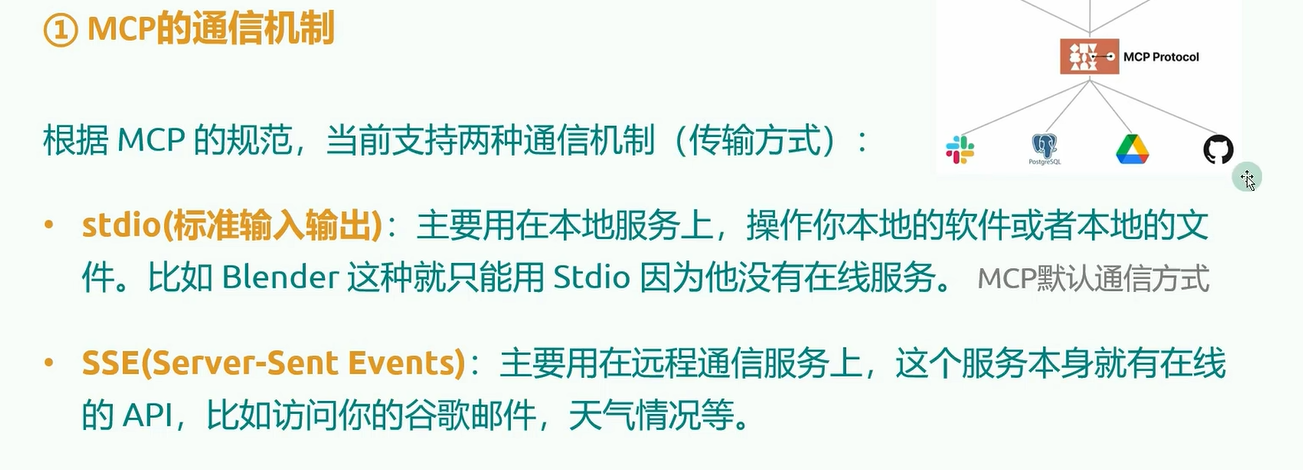 ① MCP的通信机制
MCP Protocol
PostgreSQL
根据 MCP 的规范，当前支持两种通信机制（传输方式）：
• stdio(标准输入输出)：主要用在本地服务上，操作你本地的软件或者本地的文
件。比如 Blender 这种就只能用 Stdio 因为他没有在线服务。 MCP默认通信方式
• SSE(Server-Sent Events)：主要用在远程通信服务上，这个服务本身就有在线
的 API，比如访问你的谷歌邮件，天气情况等。